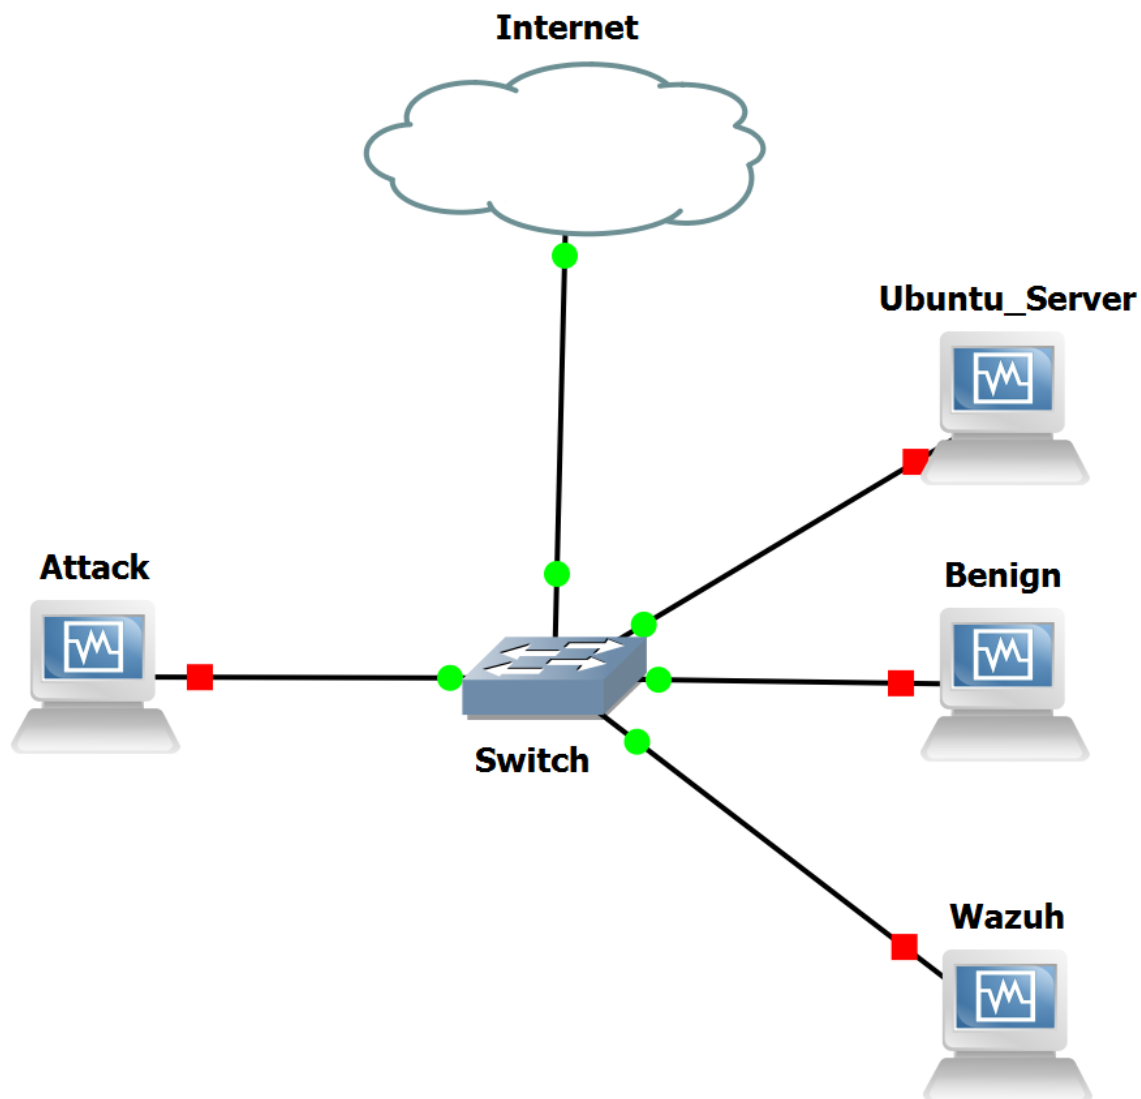 Internet
Ubuntu_Server
Attack
Benign
Switch
Wazuh